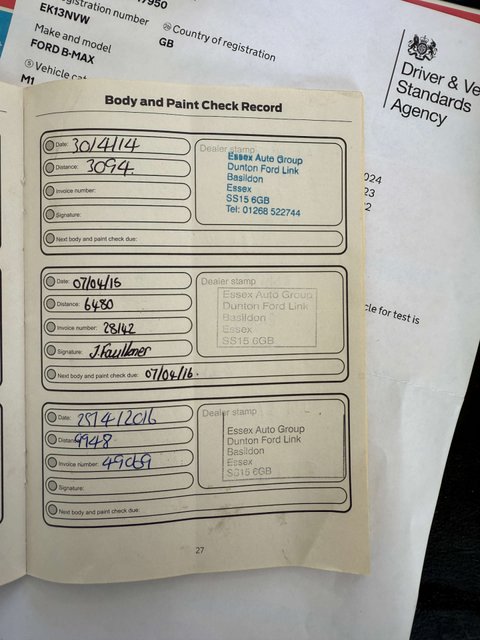 17950
egistration number
EK13NVW
Country of registration
GB
Make and model
FORD B-MAX
Vehicle cat
M1
Driver & Ve
Standards
Agency
024
23
2
cle for test is
Body and Paint Check Record
Date: 30/4/14
Distance: 3094.
Invoice number:
Signature:
Next body and paint check due:
Dealer stamp
Essex Auto Group
Dunton Ford Link
Basildon
Essex
SS15 6GB
Tel: 01268 522744
Date: 07/04/15
Distance: 6480
Invoice number: 28142
Signature: J.Faulkner
Next body and paint check due: 07/04/16.
Dealer stamp
Essex Auto Group
Dunton Ford Link
Basildon
Essex
SS15 6GB
Date: 28/4/2016
Distance: 9948
Invoice number: 49069
Signature:
Next body and paint check due:
Dealer stamp
Essex Auto Group
Dunton Ford Link
Basildon
Essex
SS15 6GB
27